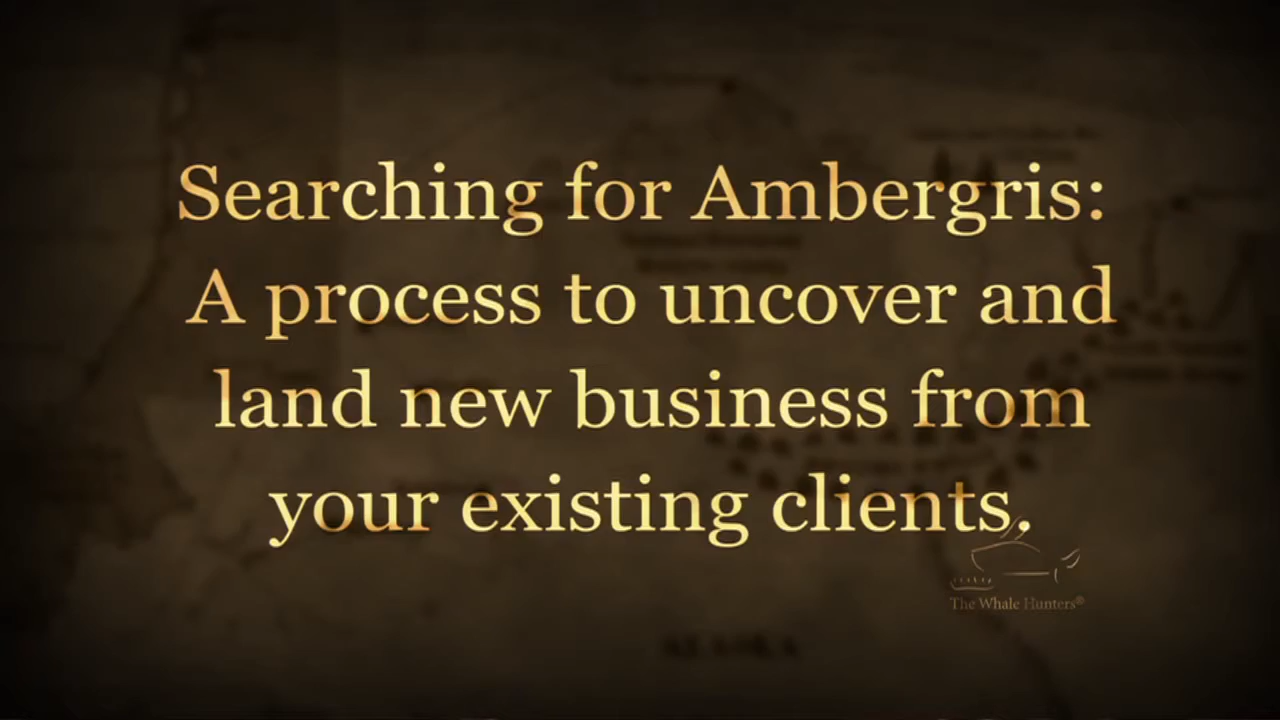 Searching for Ambergris:
A process to uncover and
land new business from
your existing clients.
The Whale Hunters®